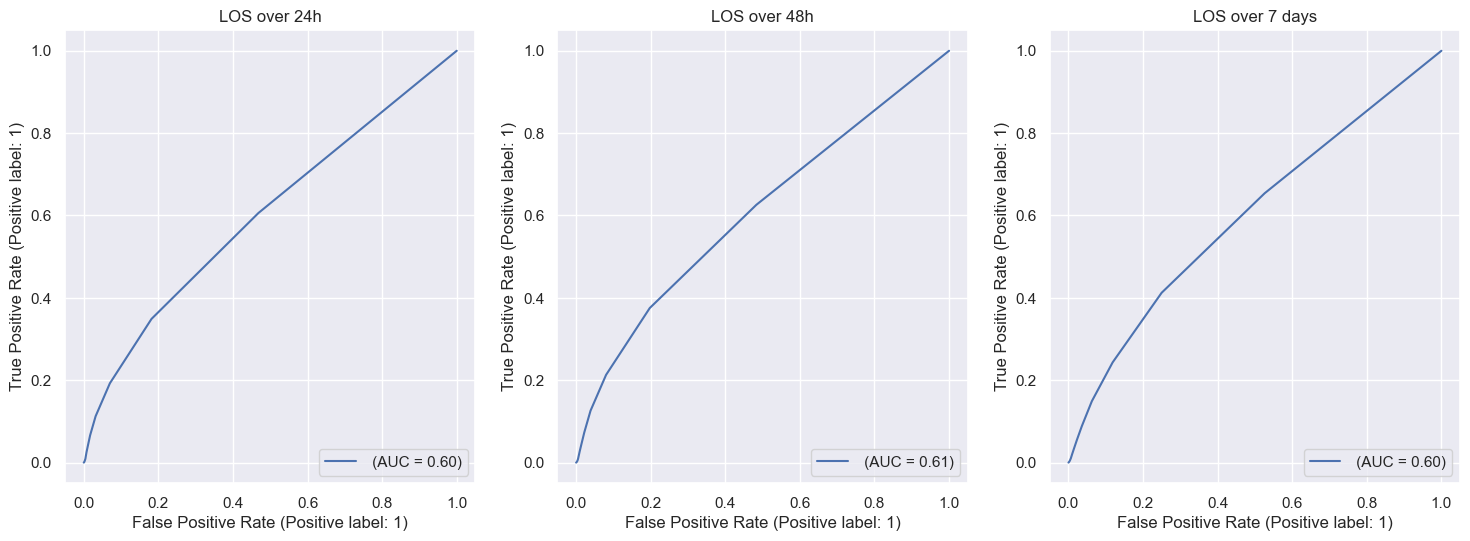 LOS over 24h
1.0
0.8
0.6
0.4
0.2
0.0
True Positive Rate (Positive label: 1)
(AUC = 0.60)
0.0 0.2 0.4 0.6 0.8 1.0
False Positive Rate (Positive label: 1)
LOS over 48h
1.0
0.8
0.6
0.4
0.2
0.0
True Positive Rate (Positive label: 1)
(AUC = 0.61)
0.0 0.2 0.4 0.6 0.8 1.0
False Positive Rate (Positive label: 1)
LOS over 7 days
1.0
0.8
0.6
0.4
0.2
0.0
True Positive Rate (Positive label: 1)
(AUC = 0.60)
0.0 0.2 0.4 0.6 0.8 1.0
False Positive Rate (Positive label: 1)